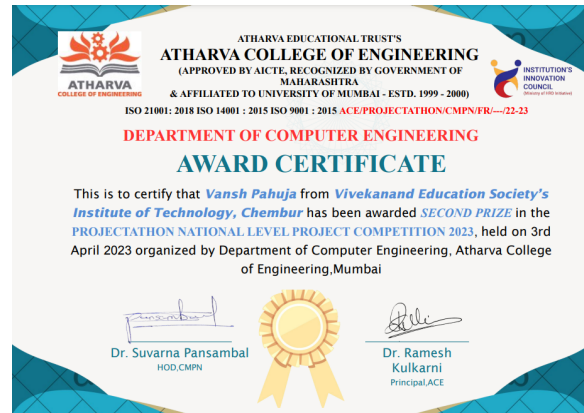 ATHARVA EDUCATIONAL TRUST'S
ATHARVA COLLEGE OF ENGINEERING
(APPROVED BY AICTE, RECOGNIZED BY GOVERNMENT OF
MAHARASHTRA
& AFFILIATED TO UNIVERSITY OF MUMBAI - ESTD. 1999 - 2000)
ATHARVA
COLLEGE OF ENGINEERING
INSTITUTION'S
INNOVATION
COUNCIL
(Ministry of HRD Initiative)
ISO 21001: 2018 ISO 14001 : 2015 ISO 9001 : 2015 ACE/PROJECTATHON/CMPN/FR/---/22-23
DEPARTMENT OF COMPUTER ENGINEERING
AWARD CERTIFICATE
This is to certify that Vansh Pahuja from Vivekanand Education Society's
Institute of Technology, Chembur has been awarded SECOND PRIZE in the
PROJECTATHON NATIONAL LEVEL PROJECT COMPETITION 2023, held on 3rd
April 2023 organized by Department of Computer Engineering, Atharva College
of Engineering,Mumbai
Dr. Suvarna Pansambal
HOD,CMPN
Dr. Ramesh
Kulkarni
Principal,ACE